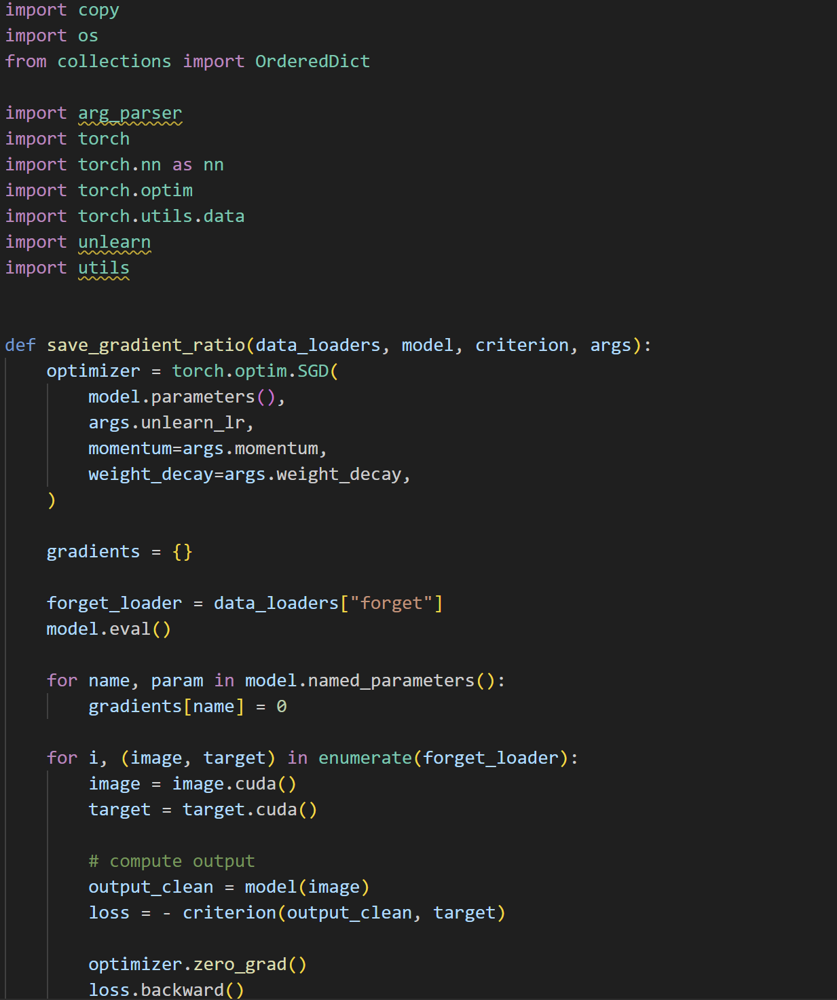 import copy
import os
from collections import OrderedDict

import arg_parser
import torch
import torch.nn as nn
import torch.optim
import torch.utils.data
import unlearn
import utils


def save_gradient_ratio(data_loaders, model, criterion, args):
    optimizer = torch.optim.SGD(
        model.parameters(),
        args.unlearn_lr,
        momentum=args.momentum,
        weight_decay=args.weight_decay,
    )

    gradients = {}

    forget_loader = data_loaders["forget"]
    model.eval()

    for name, param in model.named_parameters():
        gradients[name] = 0

    for i, (image, target) in enumerate(forget_loader):
        image = image.cuda()
        target = target.cuda()

        # compute output
        output_clean = model(image)
        loss = - criterion(output_clean, target)

        optimizer.zero_grad()
        loss.backward()